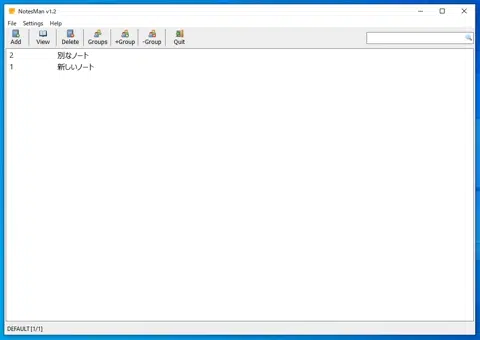 NotesMan v1.2
File Settings Help
Add View Delete Groups +Group -Group Quit
2 別なノート
1 新しいノート
DEFAULT[1/1]